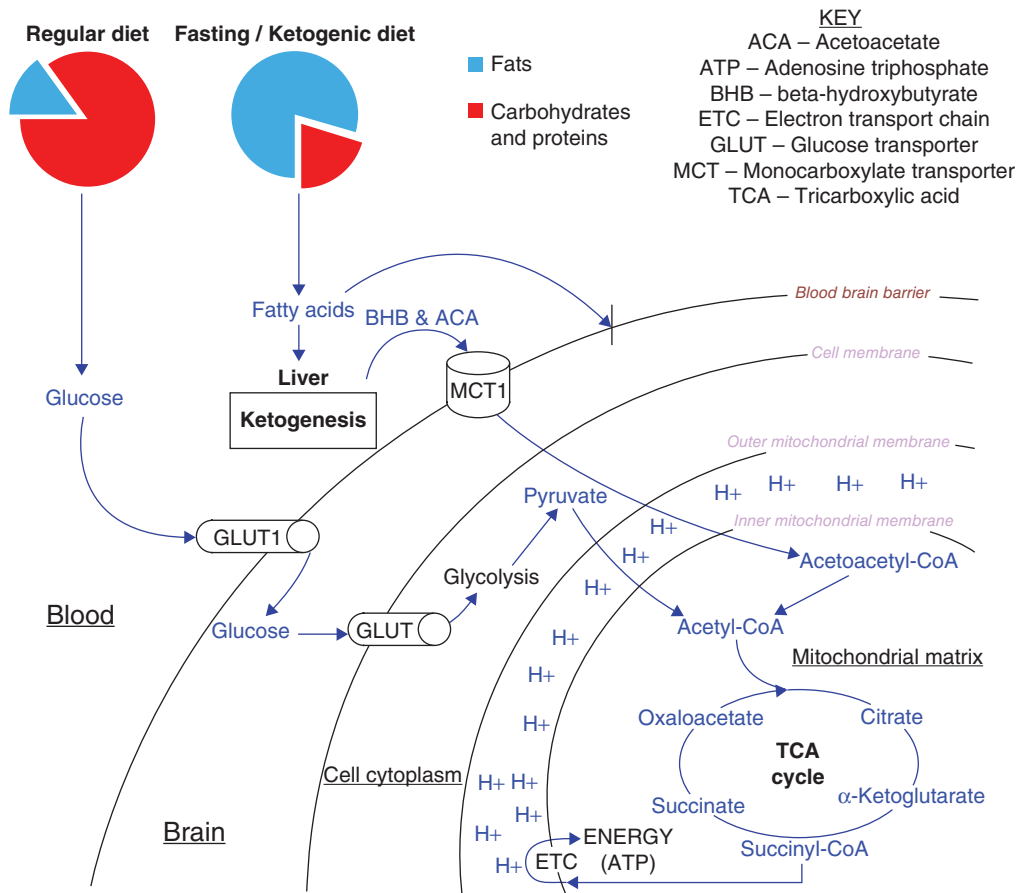 Regular diet
Fasting / Ketogenic diet
Fats
Carbohydrates
and proteins
KEY
ACA – Acetoacetate
ATP – Adenosine triphosphate
BHB – beta-hydroxybutyrate
ETC – Electron transport chain
GLUT – Glucose transporter
MCT – Monocarboxylate transporter
TCA – Tricarboxylic acid
Fatty acids
BHB & ACA
Blood brain barrier
Liver
Ketogenesis
MCT1
Cell membrane
Glucose
Outer mitochondrial membrane
H+
H+
H+
H+
Pyruvate
H+
Inner mitochondrial membrane
GLUT1
H+
Acetoacetyl-CoA
Glycolysis
H+
Blood
Glucose
GLUT
H+
Acetyl-CoA
H+
Mitochondrial matrix
H+
Oxaloacetate
Citrate
TCA
cycle
Cell cytoplasm
H+
H+
Succinate
α-Ketoglutarate
H+
Brain
H+
ENERGY
(ATP)
Succinyl-CoA
H+
ETC